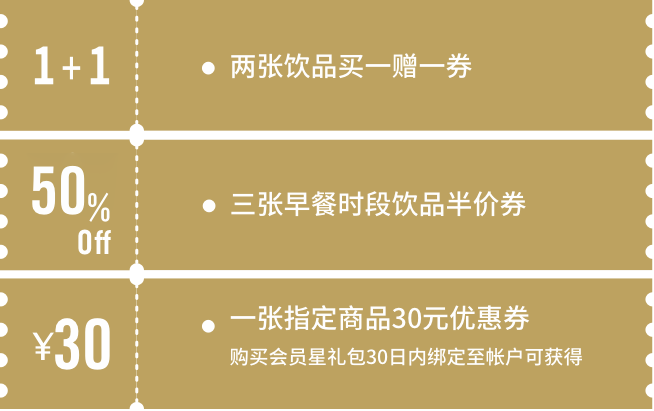 1+1
两张饮品买一赠一券
50%
Off
三张早餐时段饮品半价券
¥30
一张指定商品30元优惠券
购买会员星礼包30日内绑定至帐户可获得